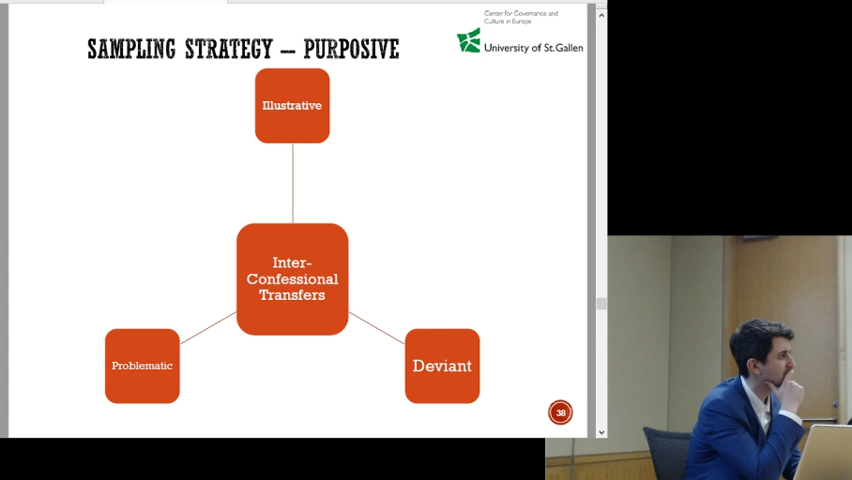 Center for Governance and
Culture in Europe
University of St.Gallen
SAMPLING STRATEGY – PURPOSIVE
Illustrative
Inter-
Confessional
Transfers
Problematic
Deviant
38